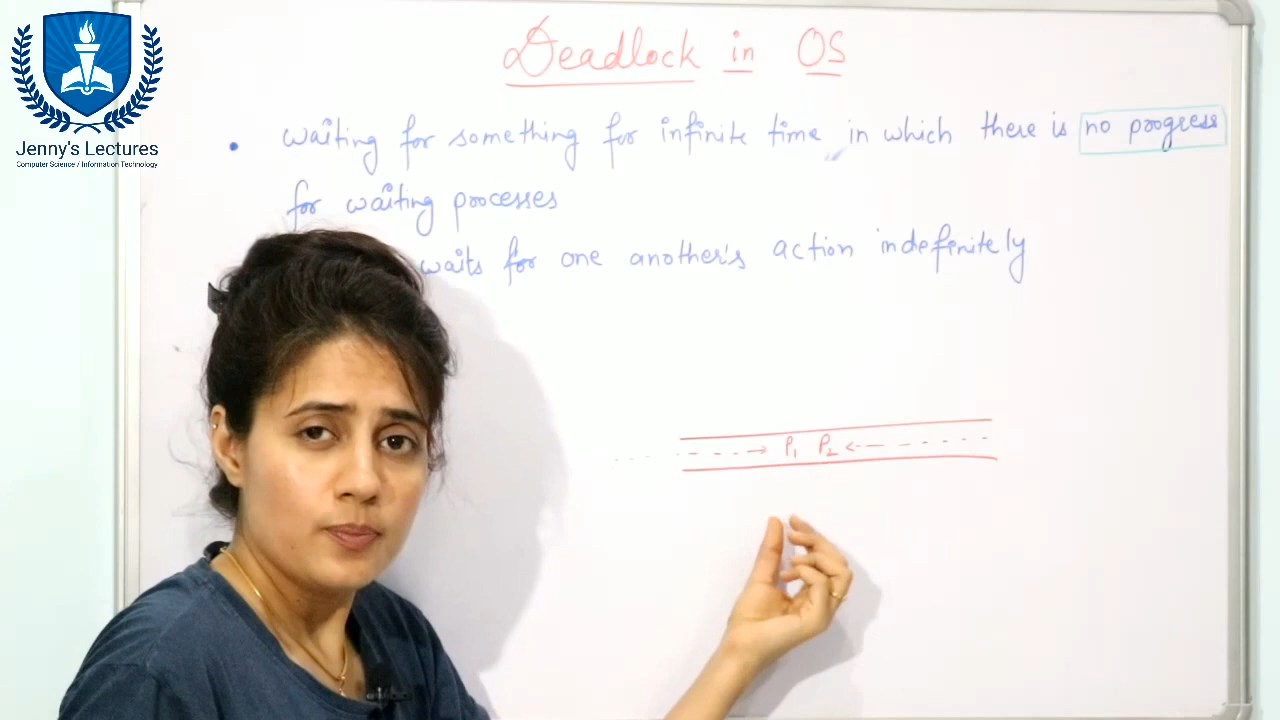 Jenny's Lectures
Computer Science / Information Technology
Deadlock in OS
waiting for something for infinite time in which there is no progress
for waiting processes
waits for one another's action indefinitely
P1 P2